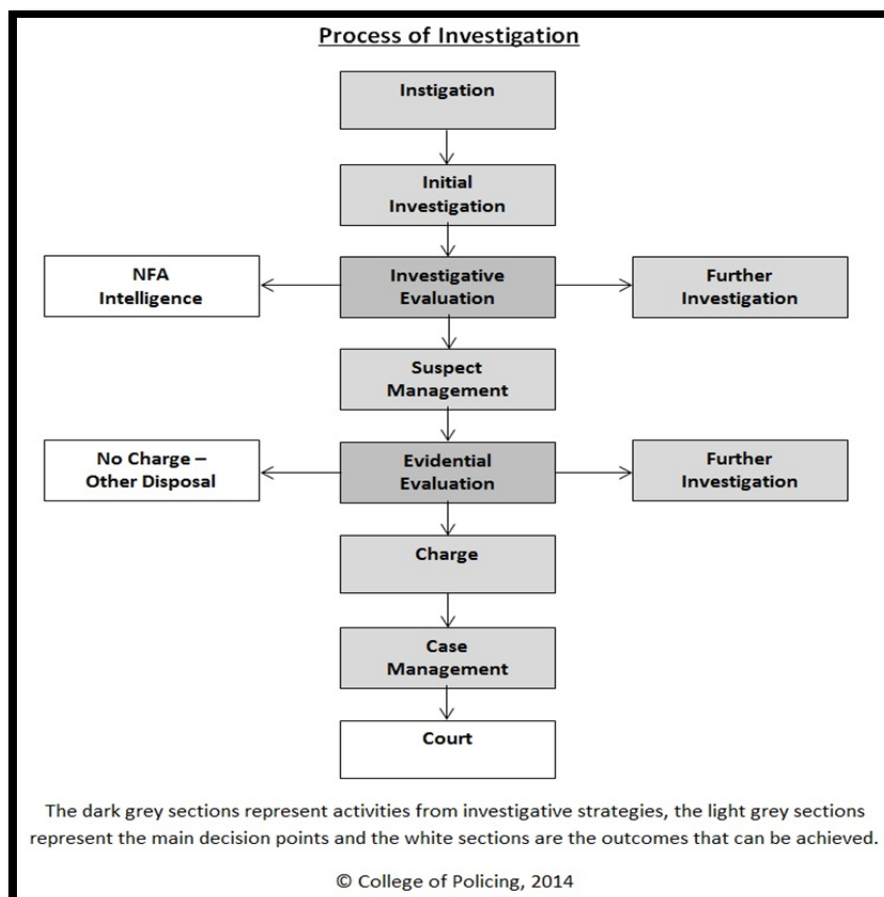 Process of Investigation
Instigation
Initial
Investigation
NFA
Intelligence
Investigative
Evaluation
Further
Investigation
Suspect
Management
No Charge –
Other Disposal
Evidential
Evaluation
Further
Investigation
Charge
Case
Management
Court
The dark grey sections represent activities from investigative strategies, the light grey sections
represent the main decision points and the white sections are the outcomes that can be achieved.
© College of Policing, 2014